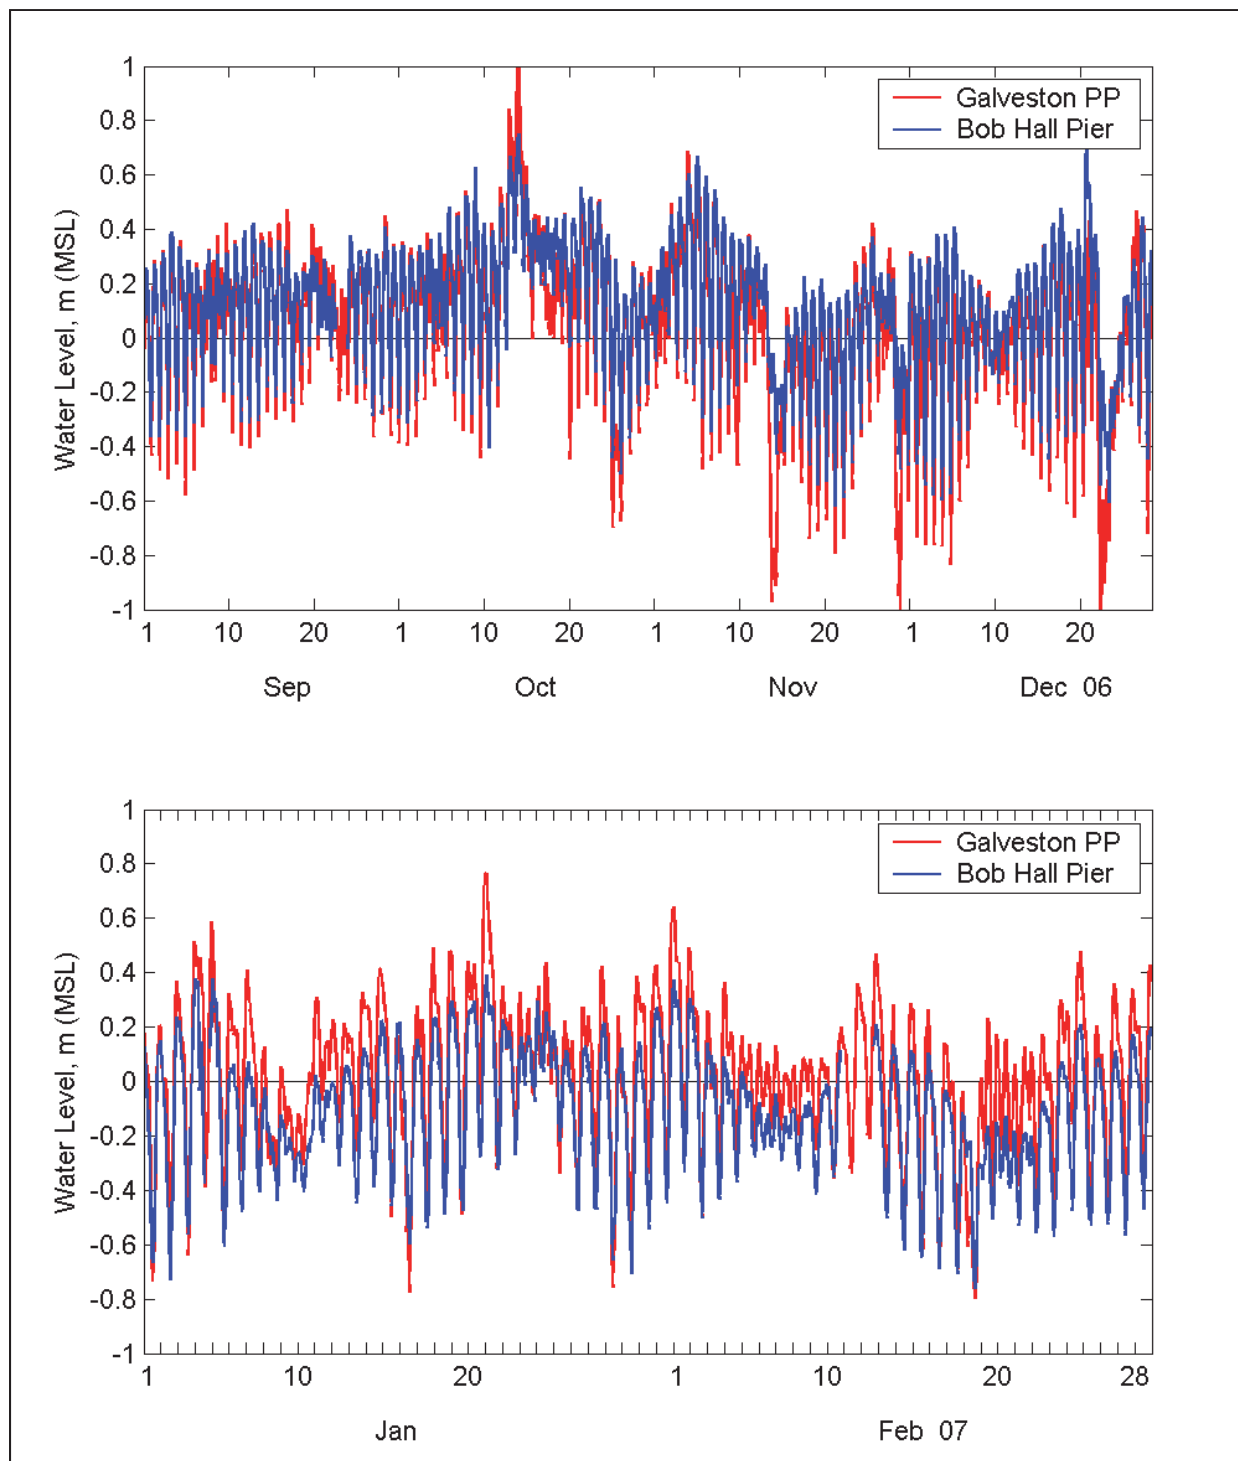 1
0.8
0.6
0.4
0.2
0
-0.2
-0.4
-0.6
-0.8
-1
Water Level, m (MSL)
Galveston PP
Bob Hall Pier
1 10 20 1 10 20 1 10 20 1 10 20
Sep Oct Nov Dec 06
1
0.8
0.6
0.4
0.2
0
-0.2
-0.4
-0.6
-0.8
-1
Water Level, m (MSL)
Galveston PP
Bob Hall Pier
1 10 20 1 10 20 28
Jan Feb 07